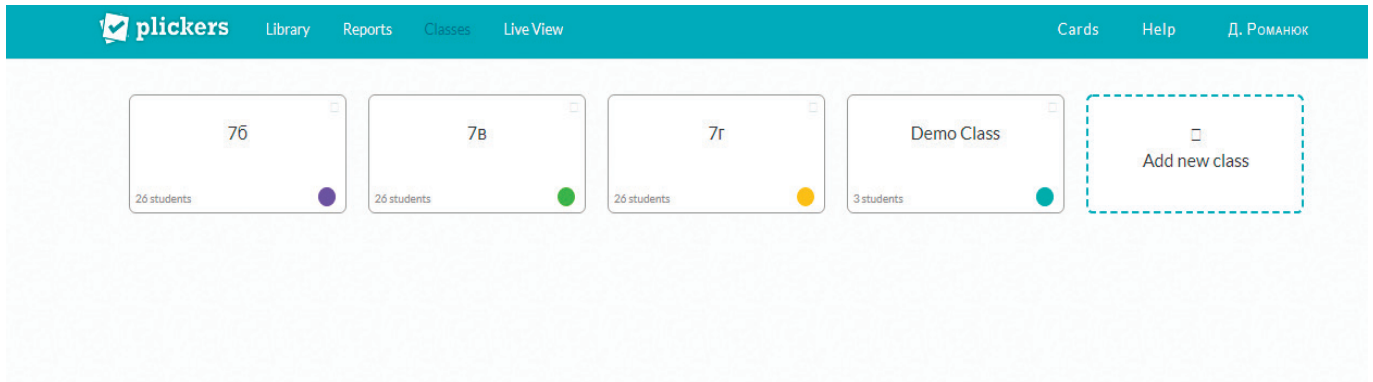 plickers Library Reports Classes Live View Cards Help Д. Романюк
7б 7в 7г Demo Class
Add new class
26 students 26 students 26 students 3 students